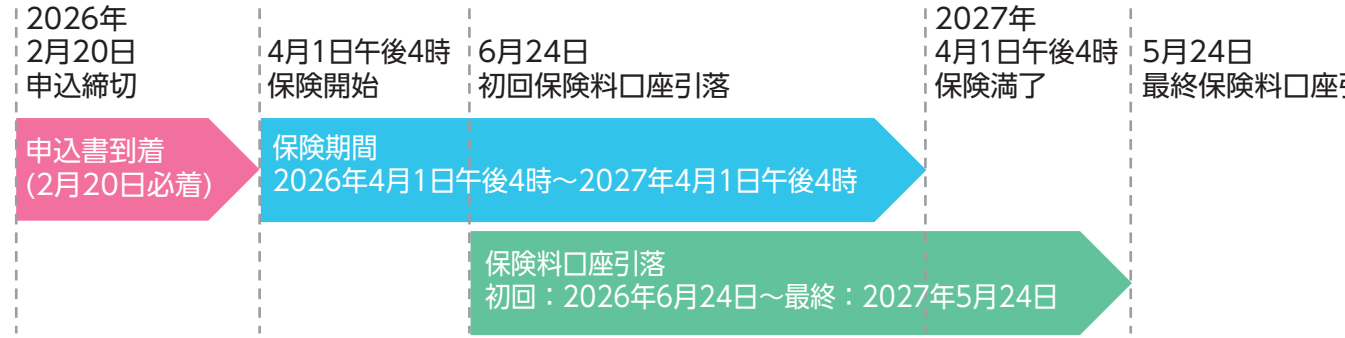 2026年
2月20日
申込締切
4月1日午後4時
保険開始
6月24日
初回保険料口座引落
2027年
4月1日午後4時
保険満了
5月24日
最終保険料口座
申込書到着
(2月20日必着)
保険期間
2026年4月1日午後4時～2027年4月1日午後4時
保険料口座引落
初回：2026年6月24日～最終：2027年5月24日